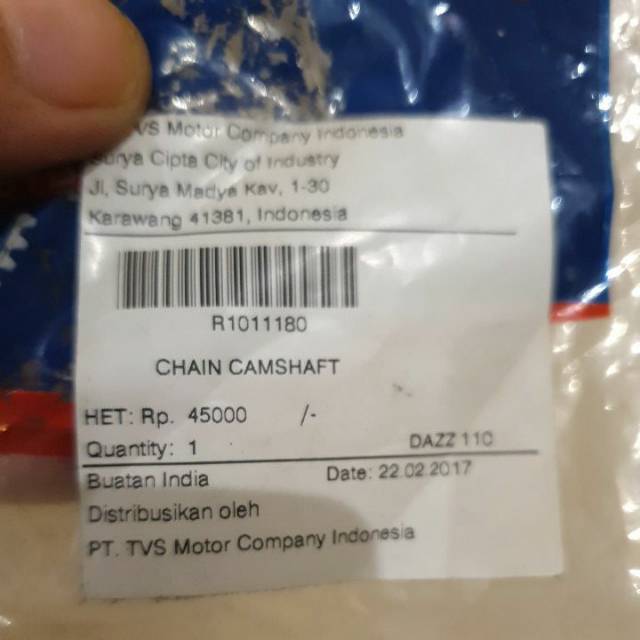 TVS Motor Company Indonesia
Surya Cipta City of Industry
Jl, Surya Madya Kav, 1-30
Karawang 41381, Indonesia
R1011180
CHAIN CAMSHAFT
HET: Rp. 45000 /-
Quantity: 1 DAZZ 110
Buatan India Date: 22.02.2017
Distribusikan oleh
PT. TVS Motor Company Indonesia